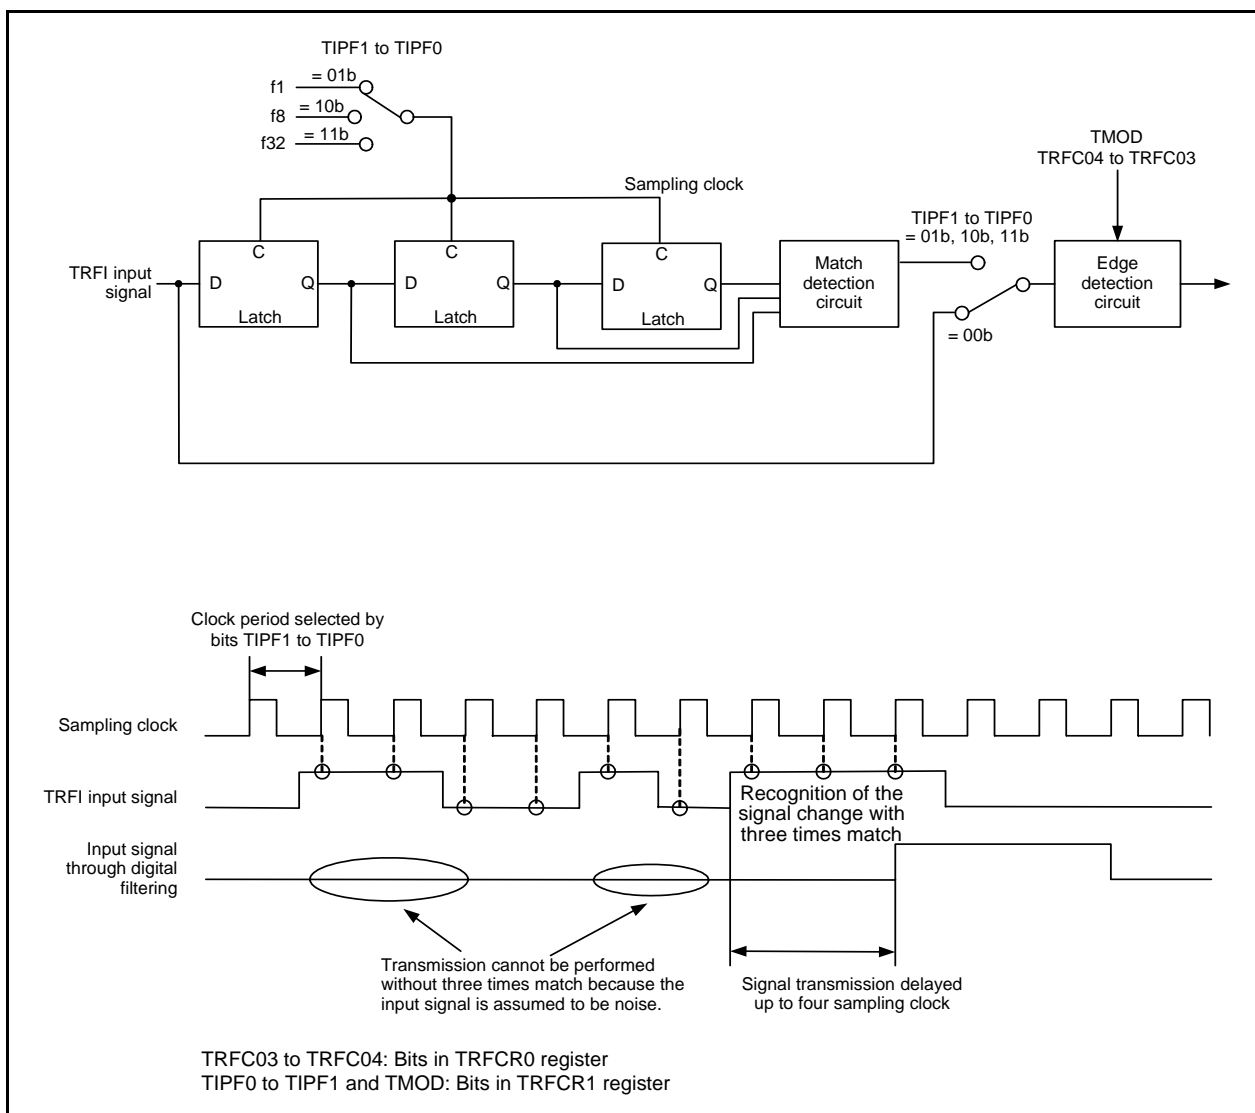 TIPF1 to TIPF0
f1
= 01b
f8
= 10b
f32
= 11b
Sampling clock
TMOD
TRFC04 to TRFC03
TIPF1 to TIPF0
= 01b, 10b, 11b
TRFI input
signal
C
D
Q
Latch
C
D
Q
Latch
C
D
Q
Latch
Match
detection
circuit
= 00b
Edge
detection
circuit
Clock period selected by
bits TIPF1 to TIPF0
Sampling clock
TRFI input signal
Recognition of the
signal change with
three times match
Input signal
through digital
filtering
Transmission cannot be performed
without three times match because the
input signal is assumed to be noise.
Signal transmission delayed
up to four sampling clock
TRFC03 to TRFC04: Bits in TRFCR0 register
TIPF0 to TIPF1 and TMOD: Bits in TRFCR1 register